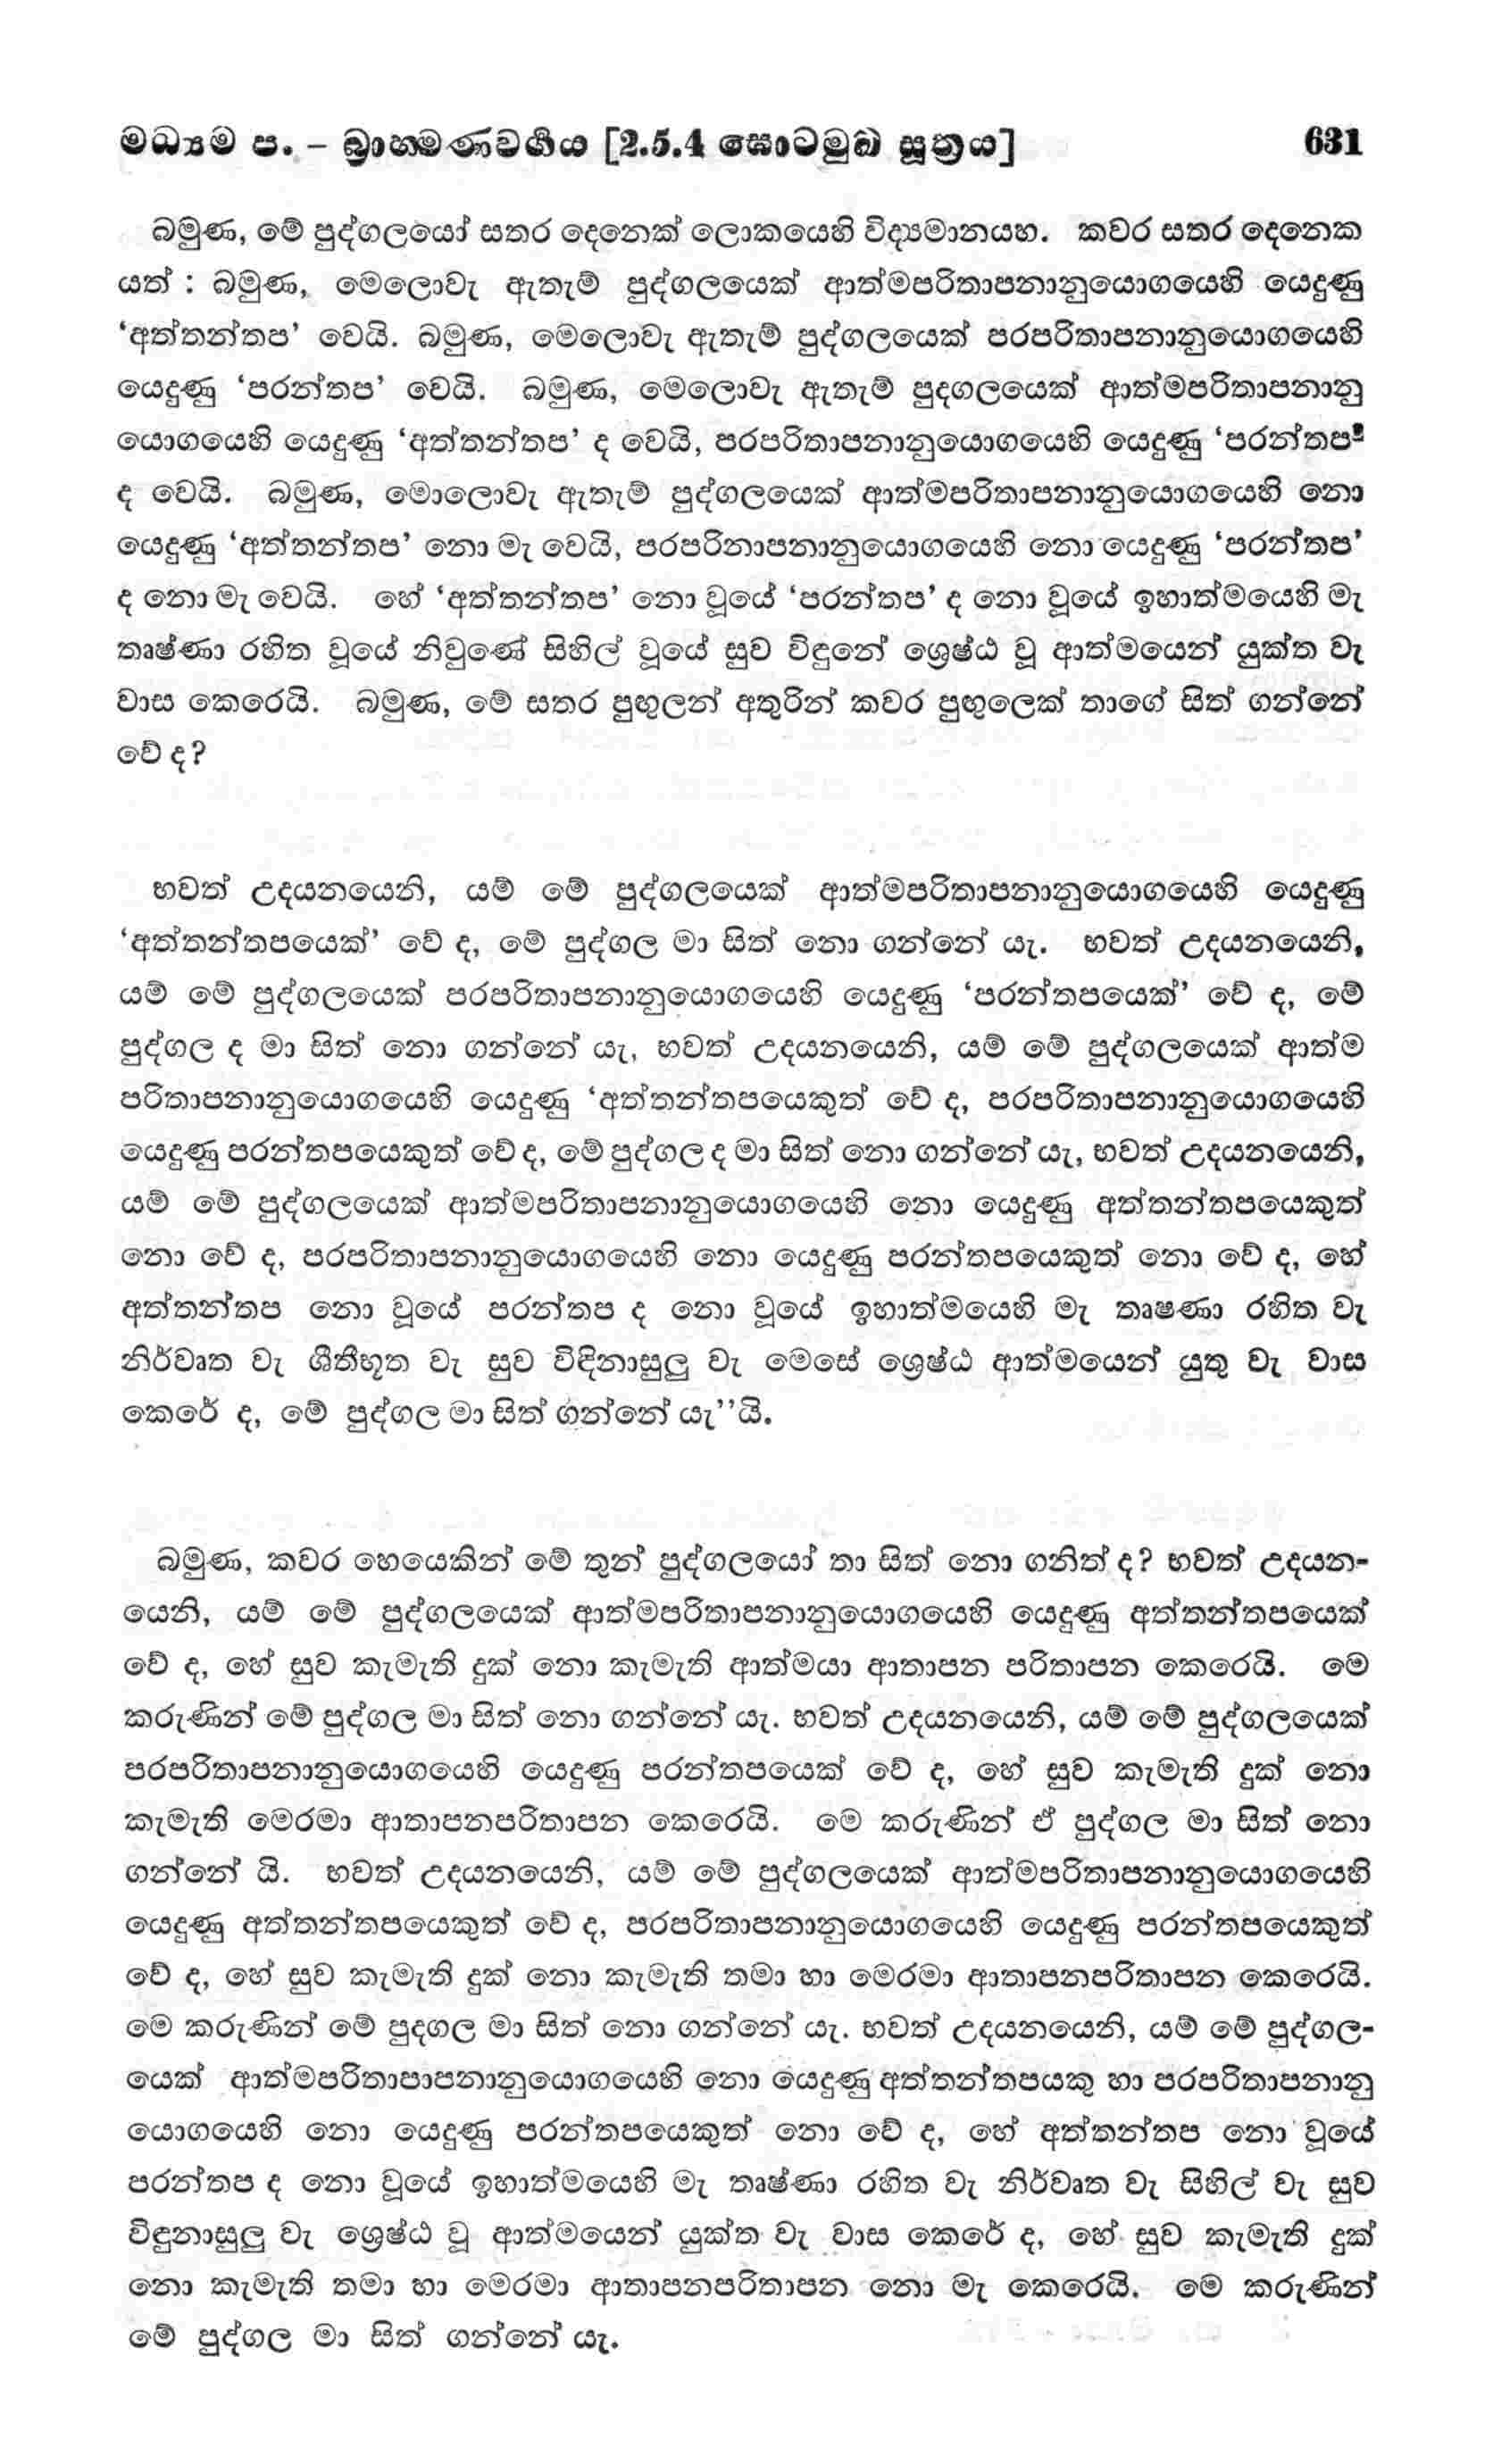 මධ්‍යම ප. – බ්‍රාහමණවර්‍ගය [2.5.4 ඝොටමුඛ සූත්‍රය] 631
බමුණ, මේ පුද්ගලයෝ සතර දෙනෙක් ලොකයෙහි විද්‍යමානයහ. කවර සතර දෙනෙක
යත් : බමුණ, මෙලොවැ ඇතැම් පුද්ගලයෙක් ආත්මපරිතාපනානුයොගයෙහි යෙදුණු
‘අත්තන්තප’ වෙයි. බමුණ, මෙලොවැ ඇතැම් පුද්ගලයෙක් පරපරිතාපනානුයොගයෙහි
යෙදුණු ‘පරන්තප’ වෙයි. බමුණ, මෙලොවැ ඇතැම් පුදගලයෙක් ආත්මපරිතාපනානු
යොගයෙහි යෙදුණු ‘අත්තන්තප’ ද වෙයි, පරපරිතාපනානුයොගයෙහි යෙදුණු ‘පරන්තප’
ද වෙයි. බමුණ, මොලොවැ ඇතැම් පුද්ගලයෙක් ආත්මපරිතාපනානුයොගයෙහි නො
යෙදුණු ‘අත්තන්තප’ නො මැ වෙයි, පරපරිනාපනානුයොගයෙහි නො යෙදුණු ‘පරන්තප’
ද නො මැ වෙයි. හේ ‘අත්තන්තප’ නො වූයේ ‘පරන්තප’ ද නො වූයේ ඉහාත්මයෙහි මැ
තෘෂ්ණා රහිත වූයේ නිවුණේ සිහිල් වූයේ සුව විඳුනේ ශ්‍රෙෂ්ඨ වූ ආත්මයෙන් යුක්ත වැ
වාස කෙරෙයි. බමුණ, මේ සතර පුඟුලන් අතුරින් කවර පුඟුලෙක් තාගේ සිත් ගන්නේ
වේ ද?
භවත් උදයනයෙනි, යම් මේ පුද්ගලයෙක් ආත්මපරිතාපනානුයොගයෙහි යෙදුණු
‘අත්තන්තපයෙක්’ වේ ද, මේ පුද්ගල මා සිත් නො ගන්නේ යැ. භවත් උදයනයෙනි,
යම් මේ පුද්ගලයෙක් පරපරිතාපනානුයොගයෙහි යෙදුණු ‘පරන්තපයෙක්’ වේ ද, මේ
පුද්ගල ද මා සිත් නො ගන්නේ යැ, භවත් උදයනයෙනි, යම් මේ පුද්ගලයෙක් ආත්ම
පරිතාපනානුයොගයෙහි යෙදුණු ‘අත්තන්තපයෙකුත් වේ ද, පරපරිතාපනානුයොගයෙහි
යෙදුණු පරන්තපයෙකුත් වේ ද, මේ පුද්ගල ද මා සිත් නො ගන්නේ යැ, භවත් උදයනයෙනි,
යම් මේ පුද්ගලයෙක් ආත්මපරිතාපනානුයොගයෙහි නො යෙදුණු අත්තන්තපයෙකුත්
නො වේ ද, පරපරිතාපනානුයොගයෙහි නො යෙදුණු පරන්තපයෙකුත් නො වේ ද, හේ
අත්තන්තප නො වූයේ පරන්තප ද නො වූයේ ඉහාත්මයෙහි මැ තෘෂණා රහිත වැ
නිර්වෘත වැ ශීතීභූත වැ සුව විඳිනාසුලු වැ මෙසේ ශ්‍රෙෂ්ඨ ආත්මයෙන් යුතු වැ වාස
කෙරේ ද, මේ පුද්ගල මා සිත් ගන්නේ යැ’’යි.
බමුණ, කවර හෙයෙකින් මේ තුන් පුද්ගලයෝ තා සිත් නො ගනිත් ද? භවත් උදයන-
යෙනි, යම් මේ පුද්ගලයෙක් ආත්මපරිතාපනානුයොගයෙහි යෙදුණු අත්තන්තපයෙක්
වේ ද, හේ සුව කැමැති දුක් නො කැමැති ආත්මයා ආතාපන පරිතාපන කෙරෙයි. මෙ
කරුණින් මේ පුද්ගල මා සිත් නො ගන්නේ යැ. භවත් උදයනයෙනි, යම් මේ පුද්ගලයෙක්
පරපරිතාපනානුයොගයෙහි යෙදුණු පරන්තපයෙක් වේ ද, හේ සුව කැමැති දුක් නො
කැමැති මෙරමා ආතාපනපරිතාපන කෙරෙයි. මෙ කරුණින් ඒ පුද්ගල මා සිත් නො
ගන්නේ යි. භවත් උදයනයෙනි, යම් මේ පුද්ගලයෙක් ආත්මපරිතාපනානුයොගයෙහි
යෙදුණු අත්තන්තපයෙකුත් වේ ද, පරපරිතාපනානුයොගයෙහි යෙදුණු පරන්තපයෙකුත්
වේ ද, හේ සුව කැමැති දුක් නො කැමැති තමා හා මෙරමා ආතාපනපරිතාපන කෙරෙයි.
මෙ කරුණින් මේ පුදගල මා සිත් නො ගන්නේ යැ. භවත් උදයනයෙනි, යම් මේ පුද්ගල-
යෙක් ආත්මපරිතාපාපනානුයොගයෙහි නො යෙදුණු අත්තන්තපයකු හා පරපරිතාපනානු
යොගයෙහි නො යෙදුණු පරන්තපයෙකුත් නො වේ ද, හේ අත්තන්තප නො වූයේ
පරන්තප ද නො වූයේ ඉහාත්මයෙහි මැ තෘෂ්ණා රහිත වැ නිර්වෘත වැ සිහිල් වැ සුව
විඳුනාසුලු වැ ශ්‍රෙෂ්ඨ වූ ආත්මයෙන් යුක්ත වැ වාස කෙරේ ද, හේ සුව කැමැති දුක්
නො කැමැති තමා හා මෙරමා ආතාපනපරිතාපන නො මැ කෙරෙයි. මෙ කරුණින්
මේ පුද්ගල මා සිත් ගන්නේ යැ.